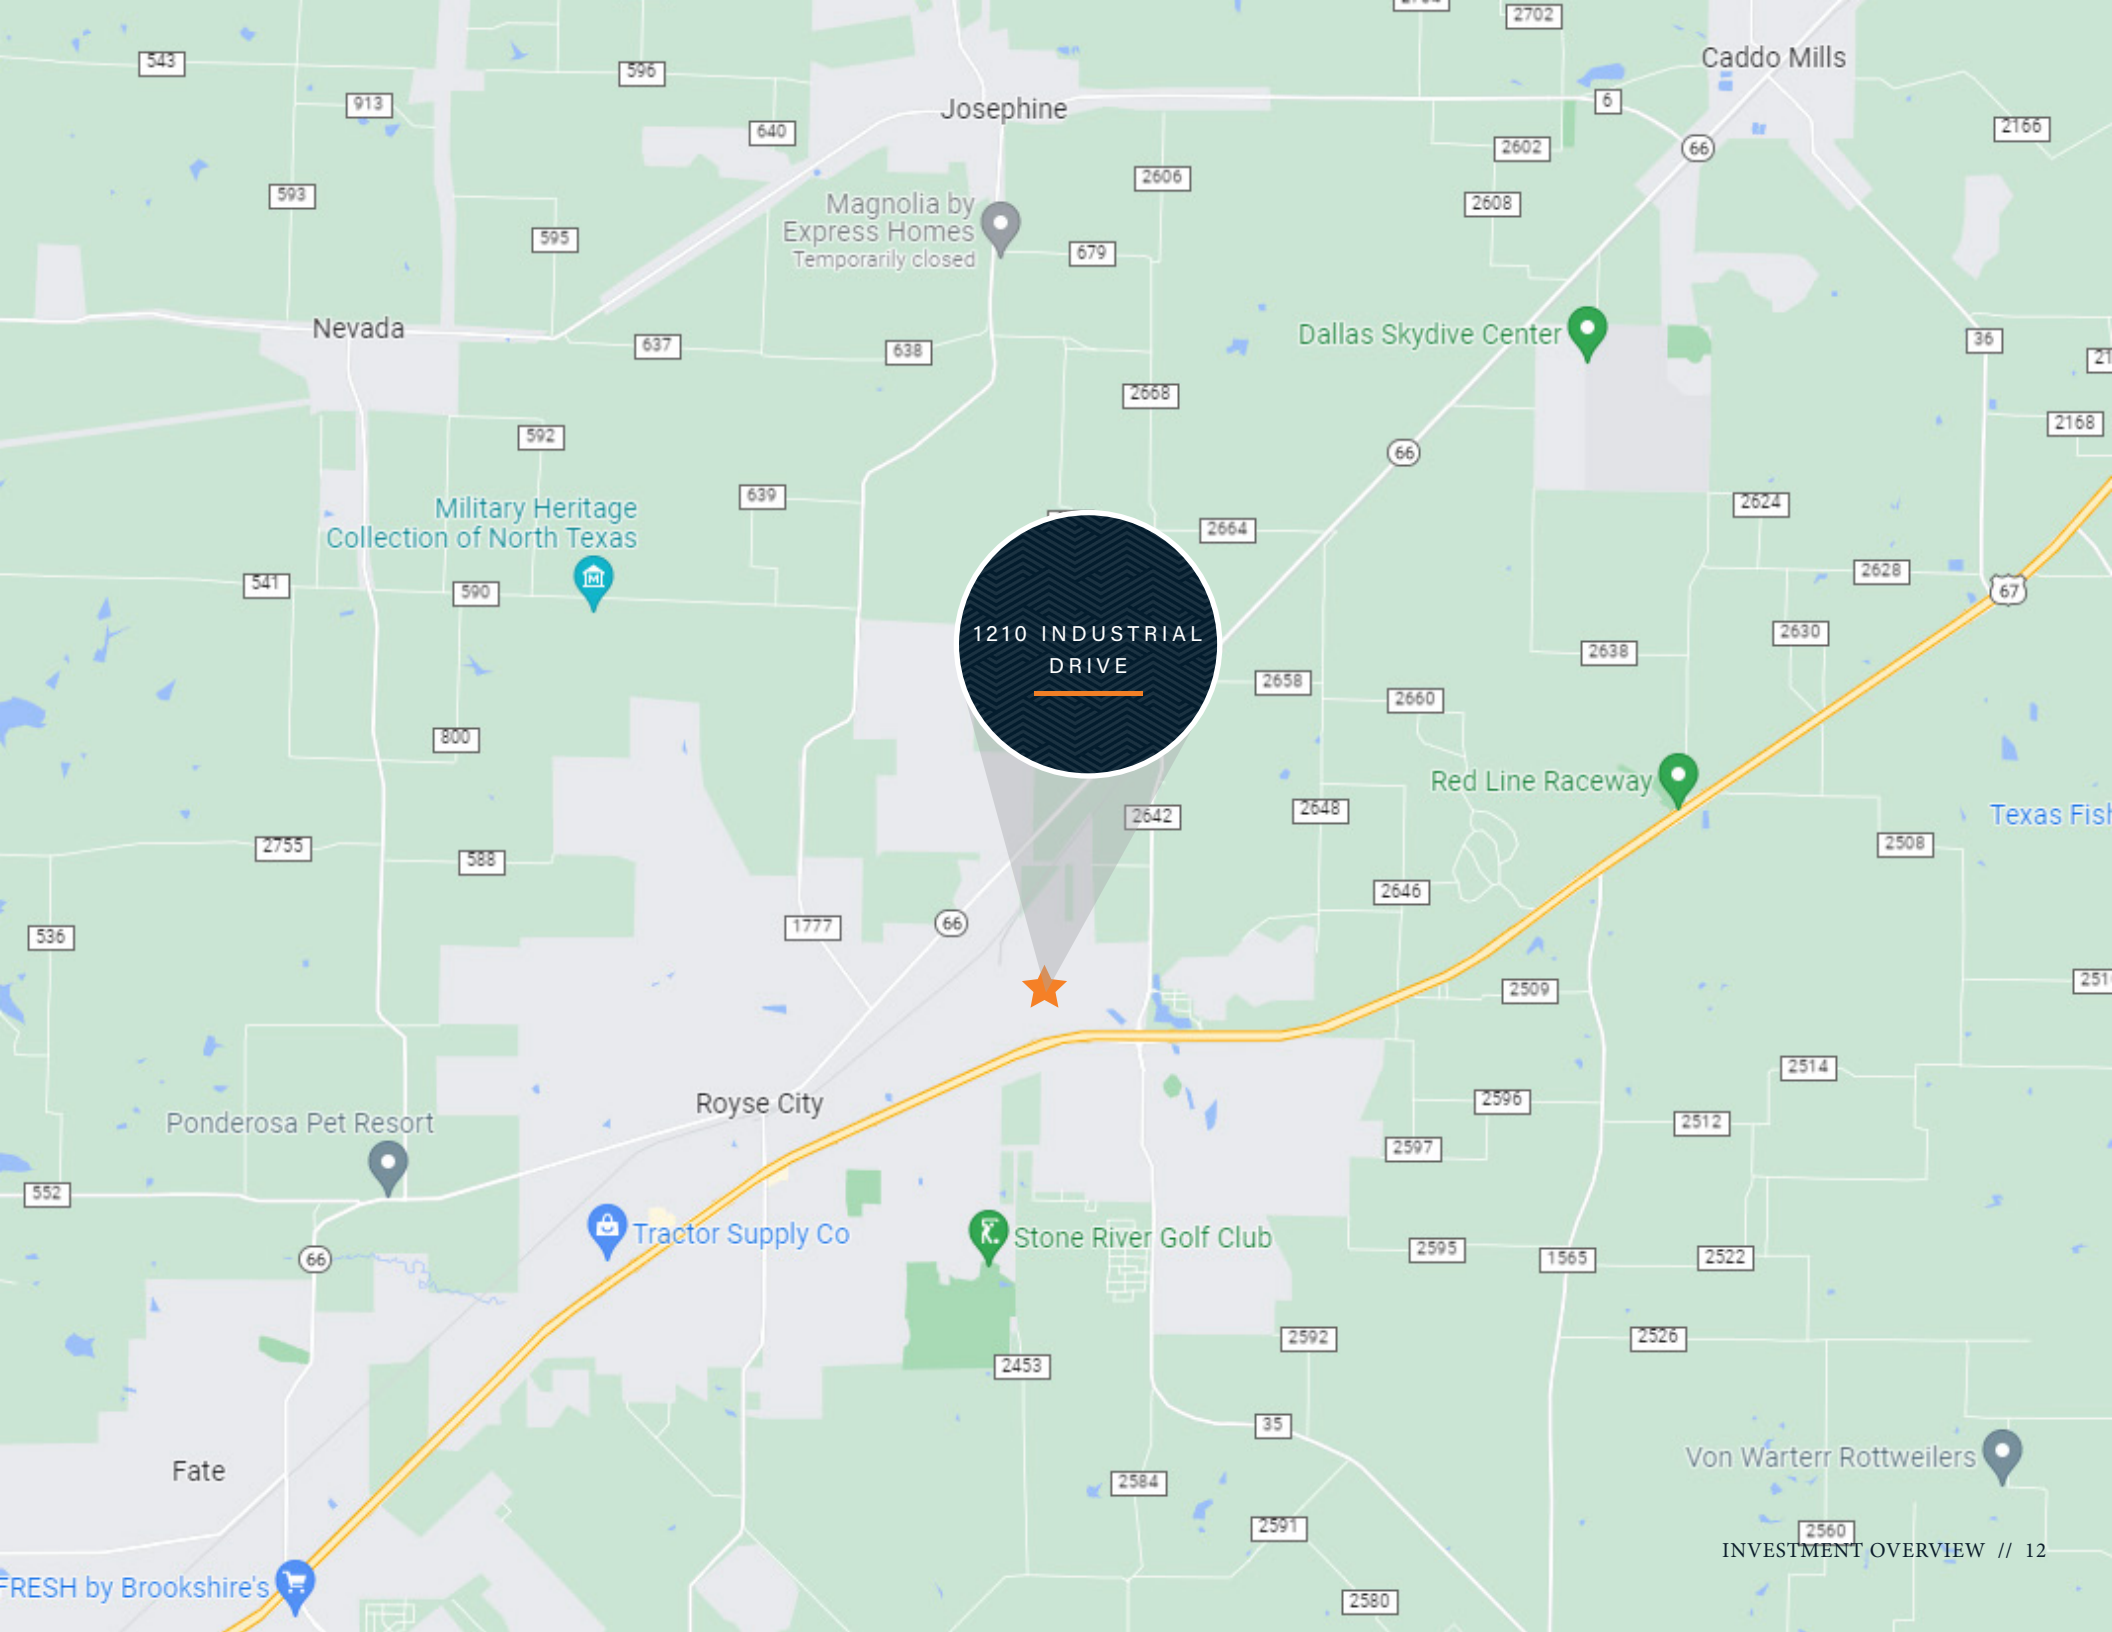 2702
543
596
Caddo Mills
913
6
Josephine
640
2166
2602
66
2606
593
2608
Magnolia by
Express Homes
Temporarily closed
595
679
Nevada
Dallas Skydive Center
36
637
638
2668
2168
592
66
639
Military Heritage
Collection of North Texas
2624
2664
541
590
2628
67
1210 INDUSTRIAL
DRIVE
2630
2638
2658
2660
800
Red Line Raceway
2642
2648
Texas Fish
2755
588
2508
2646
1777
66
536
2509
2514
Royse City
2596
Ponderosa Pet Resort
2512
2597
552
Tractor Supply Co
Stone River Golf Club
66
2595
1565
2522
2592
2526
2453
35
Fate
Von Warterr Rottweilers
2584
2591
2560
INVESTMENT OVERVIEW // 12
FRESH by Brookshire's
2580